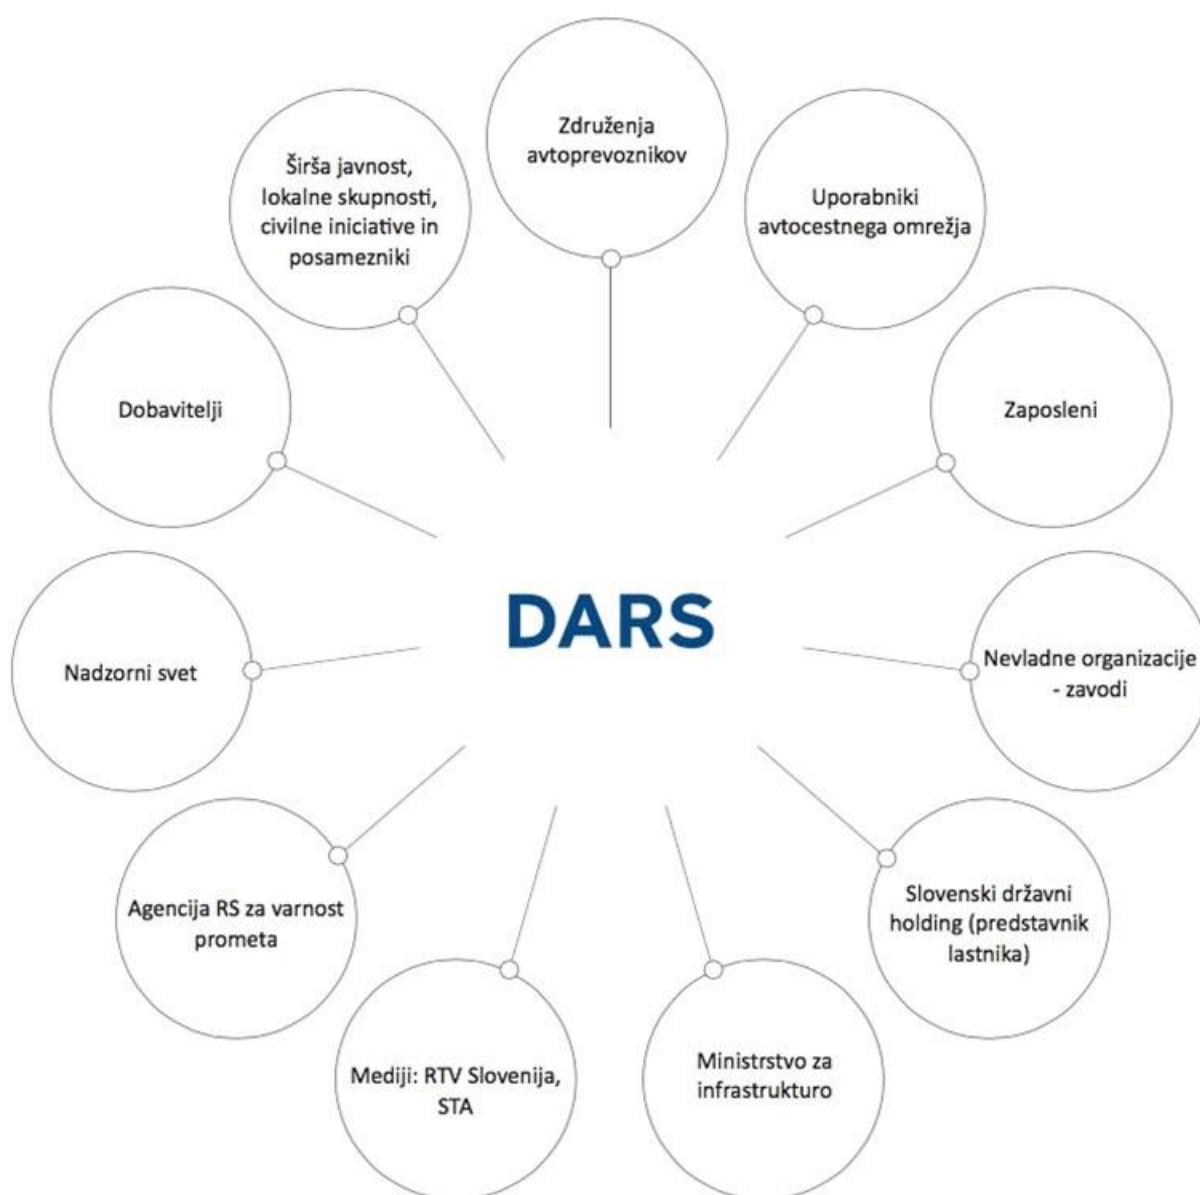 Združenja
avtoprevoznikov
Širša javnost,
lokalne skupnosti,
civilne iniciative in
posamezniki
Uporabniki
avtocestnega omrežja
Dobavitelji
Zaposleni
DARS
Nadzorni svet
Nevladne organizacije
- zavodi
Agencija RS za varnost
prometa
Slovenski državni
holding (predstavnik
lastnika)
Mediji: RTV Slovenija,
STA
Ministrstvo za
infrastrukturo